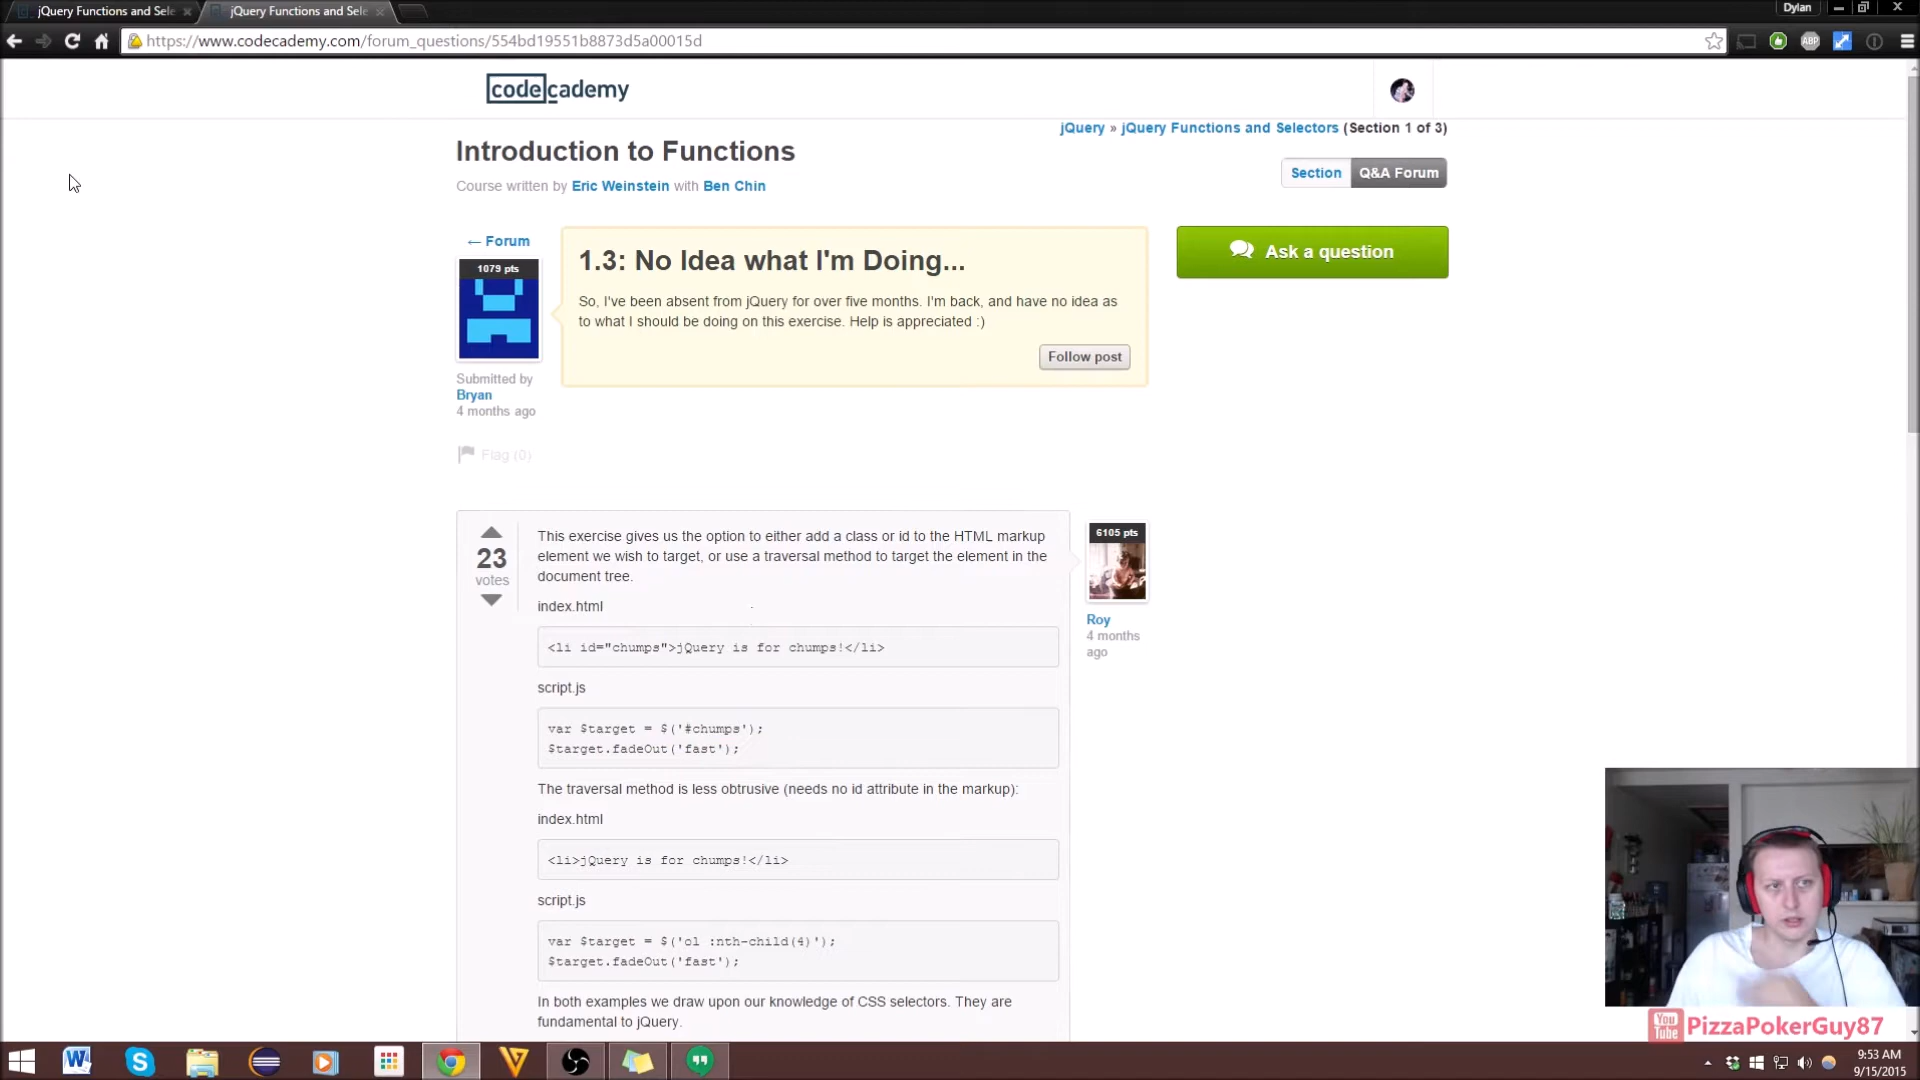 jQuery Functions and Sele
jQuery Functions and Sele
Dylan
https://www.codecademy.com/forum_questions/554bd19551b8873d5a00015d
ABP
codecademy
jQuery » jQuery Functions and Selectors (Section 1 of 3)
Introduction to Functions
Course written by Eric Weinstein with Ben Chin
Section
Q&A Forum
← Forum
1079 pts
1.3: No Idea what I'm Doing...
So, I've been absent from jQuery for over five months. I'm back, and have no idea as
to what I should be doing on this exercise. Help is appreciated :)
Follow post
Ask a question
Submitted by
Bryan
4 months ago
Flag (0)
23
votes
This exercise gives us the option to either add a class or id to the HTML markup
element we wish to target, or use a traversal method to target the element in the
document tree.
index.html
<li id="chumps">jQuery is for chumps!</li>
script.js
var $target = $('#chumps');
$target.fadeOut('fast');
The traversal method is less obtrusive (needs no id attribute in the markup):
index.html
<li>jQuery is for chumps!</li>
script.js
var $target = $('ol :nth-child(4)');
$target.fadeOut('fast');
In both examples we draw upon our knowledge of CSS selectors. They are
fundamental to jQuery.
6105 pts
Roy
4 months
ago
You
Tube
PizzaPokerGuy87
9:53 AM
9/15/2015